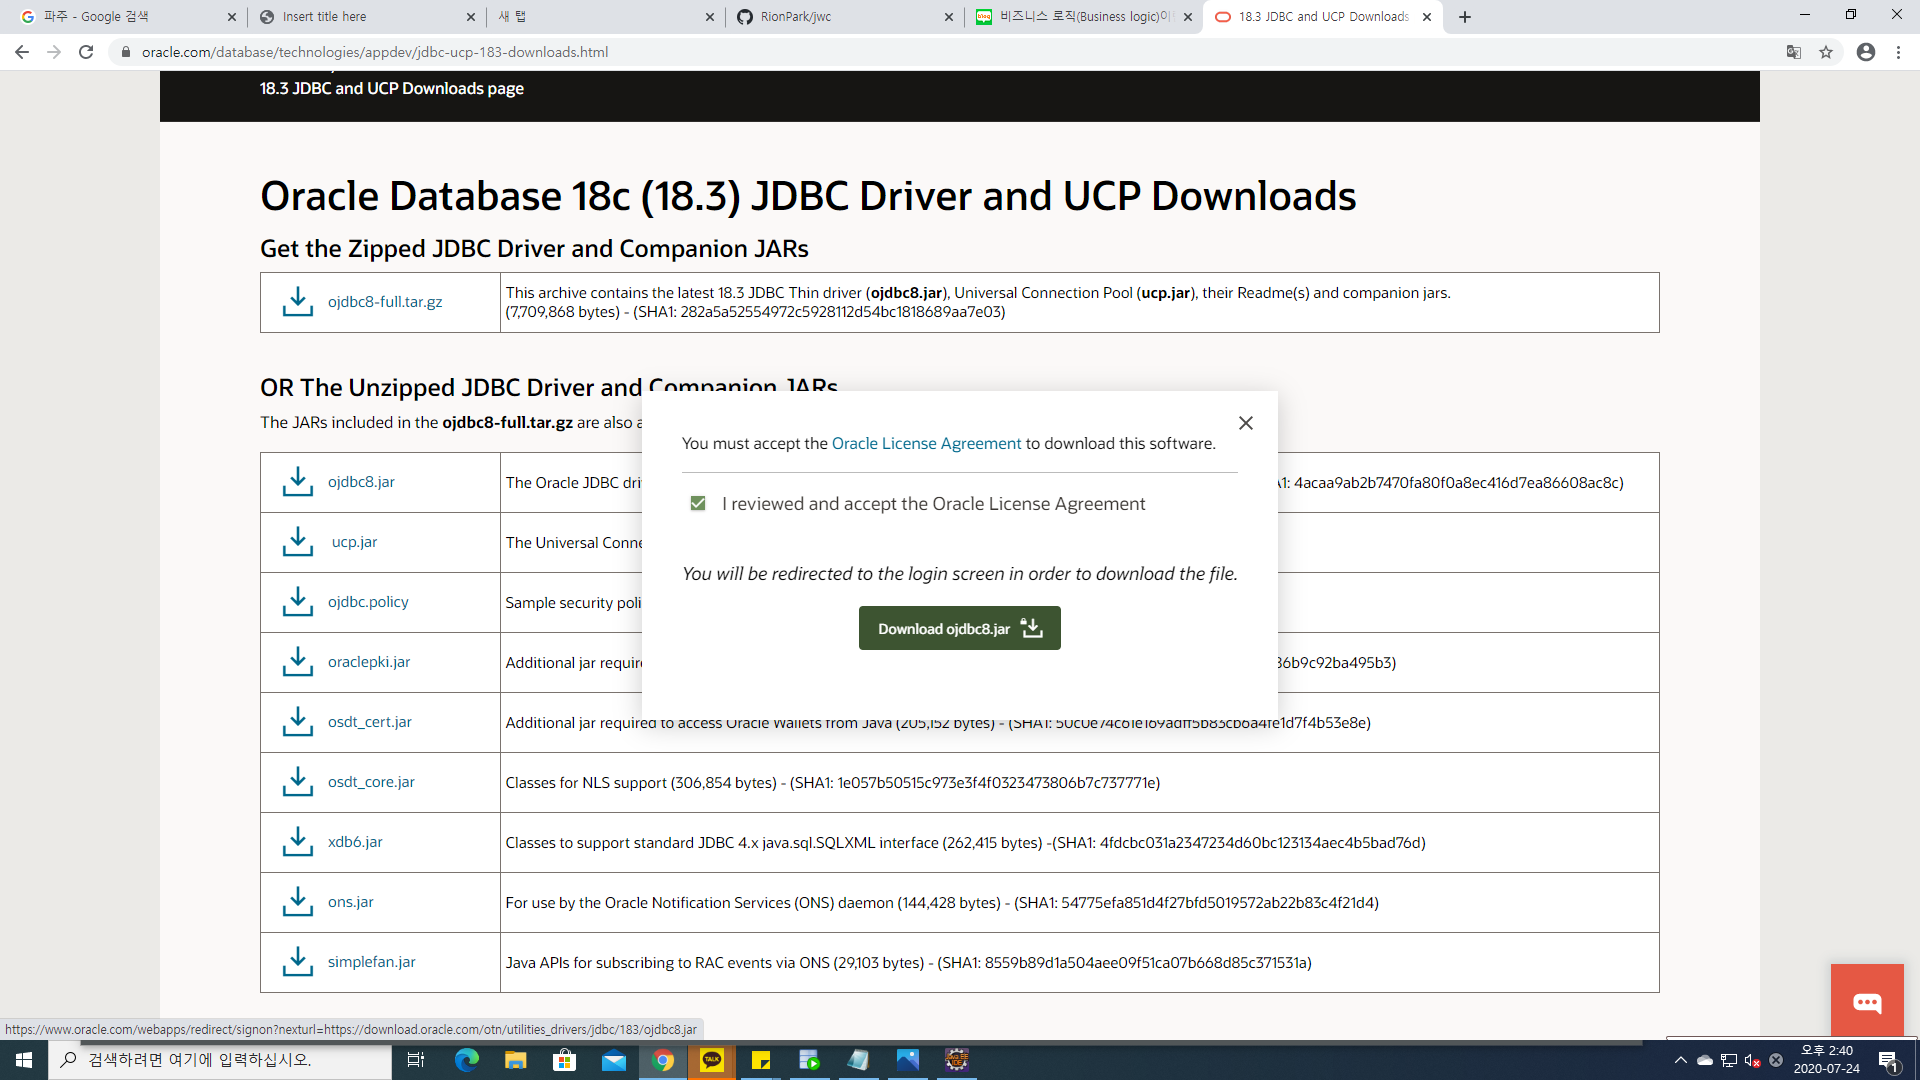 파주 - Google 검색
Insert title here
새 탭
RionPark/jwc
비즈니스 로직(Business logic)이
18.3 JDBC and UCP Downloads
oracle.com/database/technologies/appdev/jdbc-ucp-183-downloads.html
18.3 JDBC and UCP Downloads page
Oracle Database 18c (18.3) JDBC Driver and UCP Downloads
Get the Zipped JDBC Driver and Companion JARs
ojdbc8-full.tar.gz
This archive contains the latest 18.3 JDBC Thin driver (ojdbc8.jar), Universal Connection Pool (ucp.jar), their Readme(s) and companion jars.
(7,709,868 bytes) - (SHA1: 282a5a52554972c5928112d54bc1818689aa7e03)
OR The Unzipped JDBC Driver and Companion JARs
The JARs included in the ojdbc8-full.tar.gz are also a
You must accept the Oracle License Agreement to download this software.
I reviewed and accept the Oracle License Agreement
You will be redirected to the login screen in order to download the file.
Download ojdbc8.jar
ojdbc8.jar
The Oracle JDBC dri
A1: 4acaa9ab2b7470fa80f0a8ec416d7ea86608ac8c)
ucp.jar
The Universal Conne
ojdbc.policy
Sample security poli
oraclepki.jar
Additional jar require
36b9c92ba495b3)
osdt_cert.jar
Additional jar required to access Oracle Wallets from Java (205,152 bytes) - (SHA1: 50c0e74c61e169adff5b83cb6a4fe1d7f4b53e8e)
osdt_core.jar
Classes for NLS support (306,854 bytes) - (SHA1: 1e057b50515c973e3f4f0323473806b7c737771e)
xdb6.jar
Classes to support standard JDBC 4.x java.sql.SQLXML interface (262,415 bytes) -(SHA1: 4fdcbc031a2347234d60bc123134aec4b5bad76d)
ons.jar
For use by the Oracle Notification Services (ONS) daemon (144,428 bytes) - (SHA1: 54775efa851d4f27bfd5019572ab22b83c4f21d4)
simplefan.jar
Java APIs for subscribing to RAC events via ONS (29,103 bytes) - (SHA1: 8559b89d1a504aee09f51ca07b668d85c371531a)
https://www.oracle.com/webapps/redirect/signon?nexturl=https://download.oracle.com/otn/utilities_drivers/jdbc/183/ojdbc8.jar
검색하려면 여기에 입력하십시오.
TALK
오후 2:40
2020-07-24
1